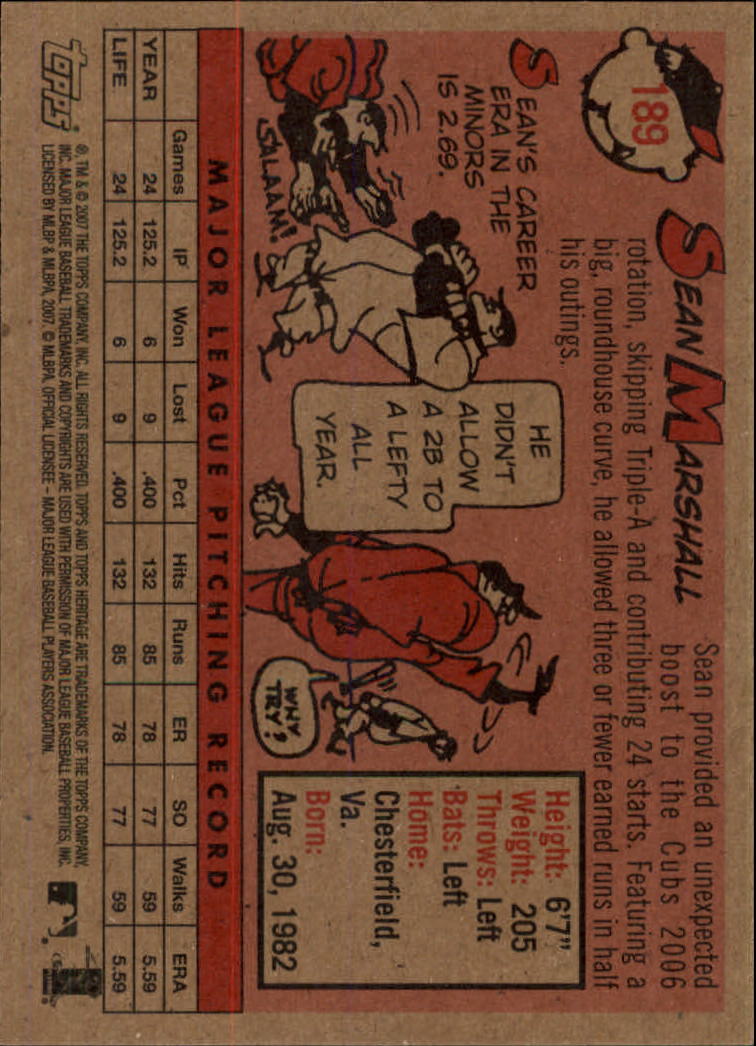 189
SEAN MARSHALL
Sean provided an unexpected
boost to the Cubs 2006
rotation, skipping Triple-A and contributing 24 starts. Featuring a
big, roundhouse curve, he allowed three or fewer earned runs in half
his outings.
SEAN'S CAREER
ERA IN THE
MINORS
IS 2.69.
SALAAM!
HE
DIDN'T
ALLOW
A 2B TO
A LEFTY
ALL
YEAR.
WHY
TRY?
Height: 6'7"
Weight: 205
Throws: Left
Bats: Left
Home:
Chesterfield,
Va.
Born:
Aug. 30, 1982
MAJOR LEAGUE PITCHING RECORD
Games IP Won Lost Pct Hits Runs ER SO Walks ERA
YEAR 24 125.2 6 9 .400 132 85 78 77 59 5.59
LIFE 24 125.2 6 9 .400 132 85 78 77 59 5.59
Topps
®, TM & © 2007 THE TOPPS COMPANY, INC. ALL RIGHTS RESERVED. TOPPS AND TOPPS HERITAGE ARE TRADEMARKS OF THE TOPPS COMPANY,
INC. MAJOR LEAGUE BASEBALL TRADEMARKS AND COPYRIGHTS ARE USED WITH PERMISSION OF MAJOR LEAGUE BASEBALL PROPERTIES, INC.
LICENSED BY MLBP & MLBPA, 2007. © MLBPA, OFFICIAL LICENSEE – MAJOR LEAGUE BASEBALL PLAYERS ASSOCIATION.